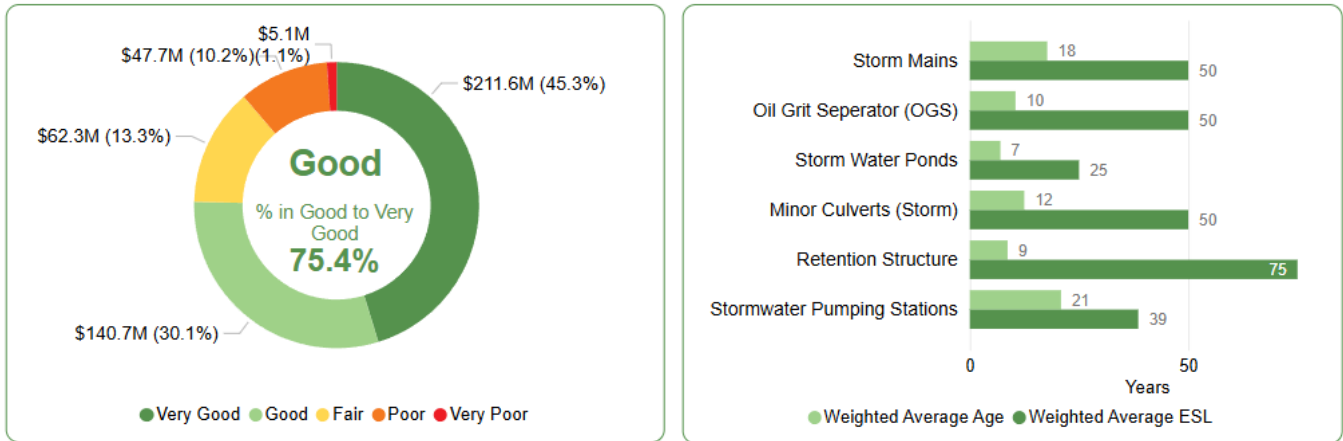 $5.1M
$47.7M (10.2%)(1.1%)
$211.6M (45.3%)
$62.3M (13.3%)
$140.7M (30.1%)
Good
% in Good to Very
Good
75.4%
Very Good Good Fair Poor Very Poor
Storm Mains
18
50
Oil Grit Seperator (OGS)
10
50
Storm Water Ponds
7
25
Minor Culverts (Storm)
12
50
Retention Structure
9
75
Stormwater Pumping Stations
21
39
0 50
Years
Weighted Average Age Weighted Average ESL